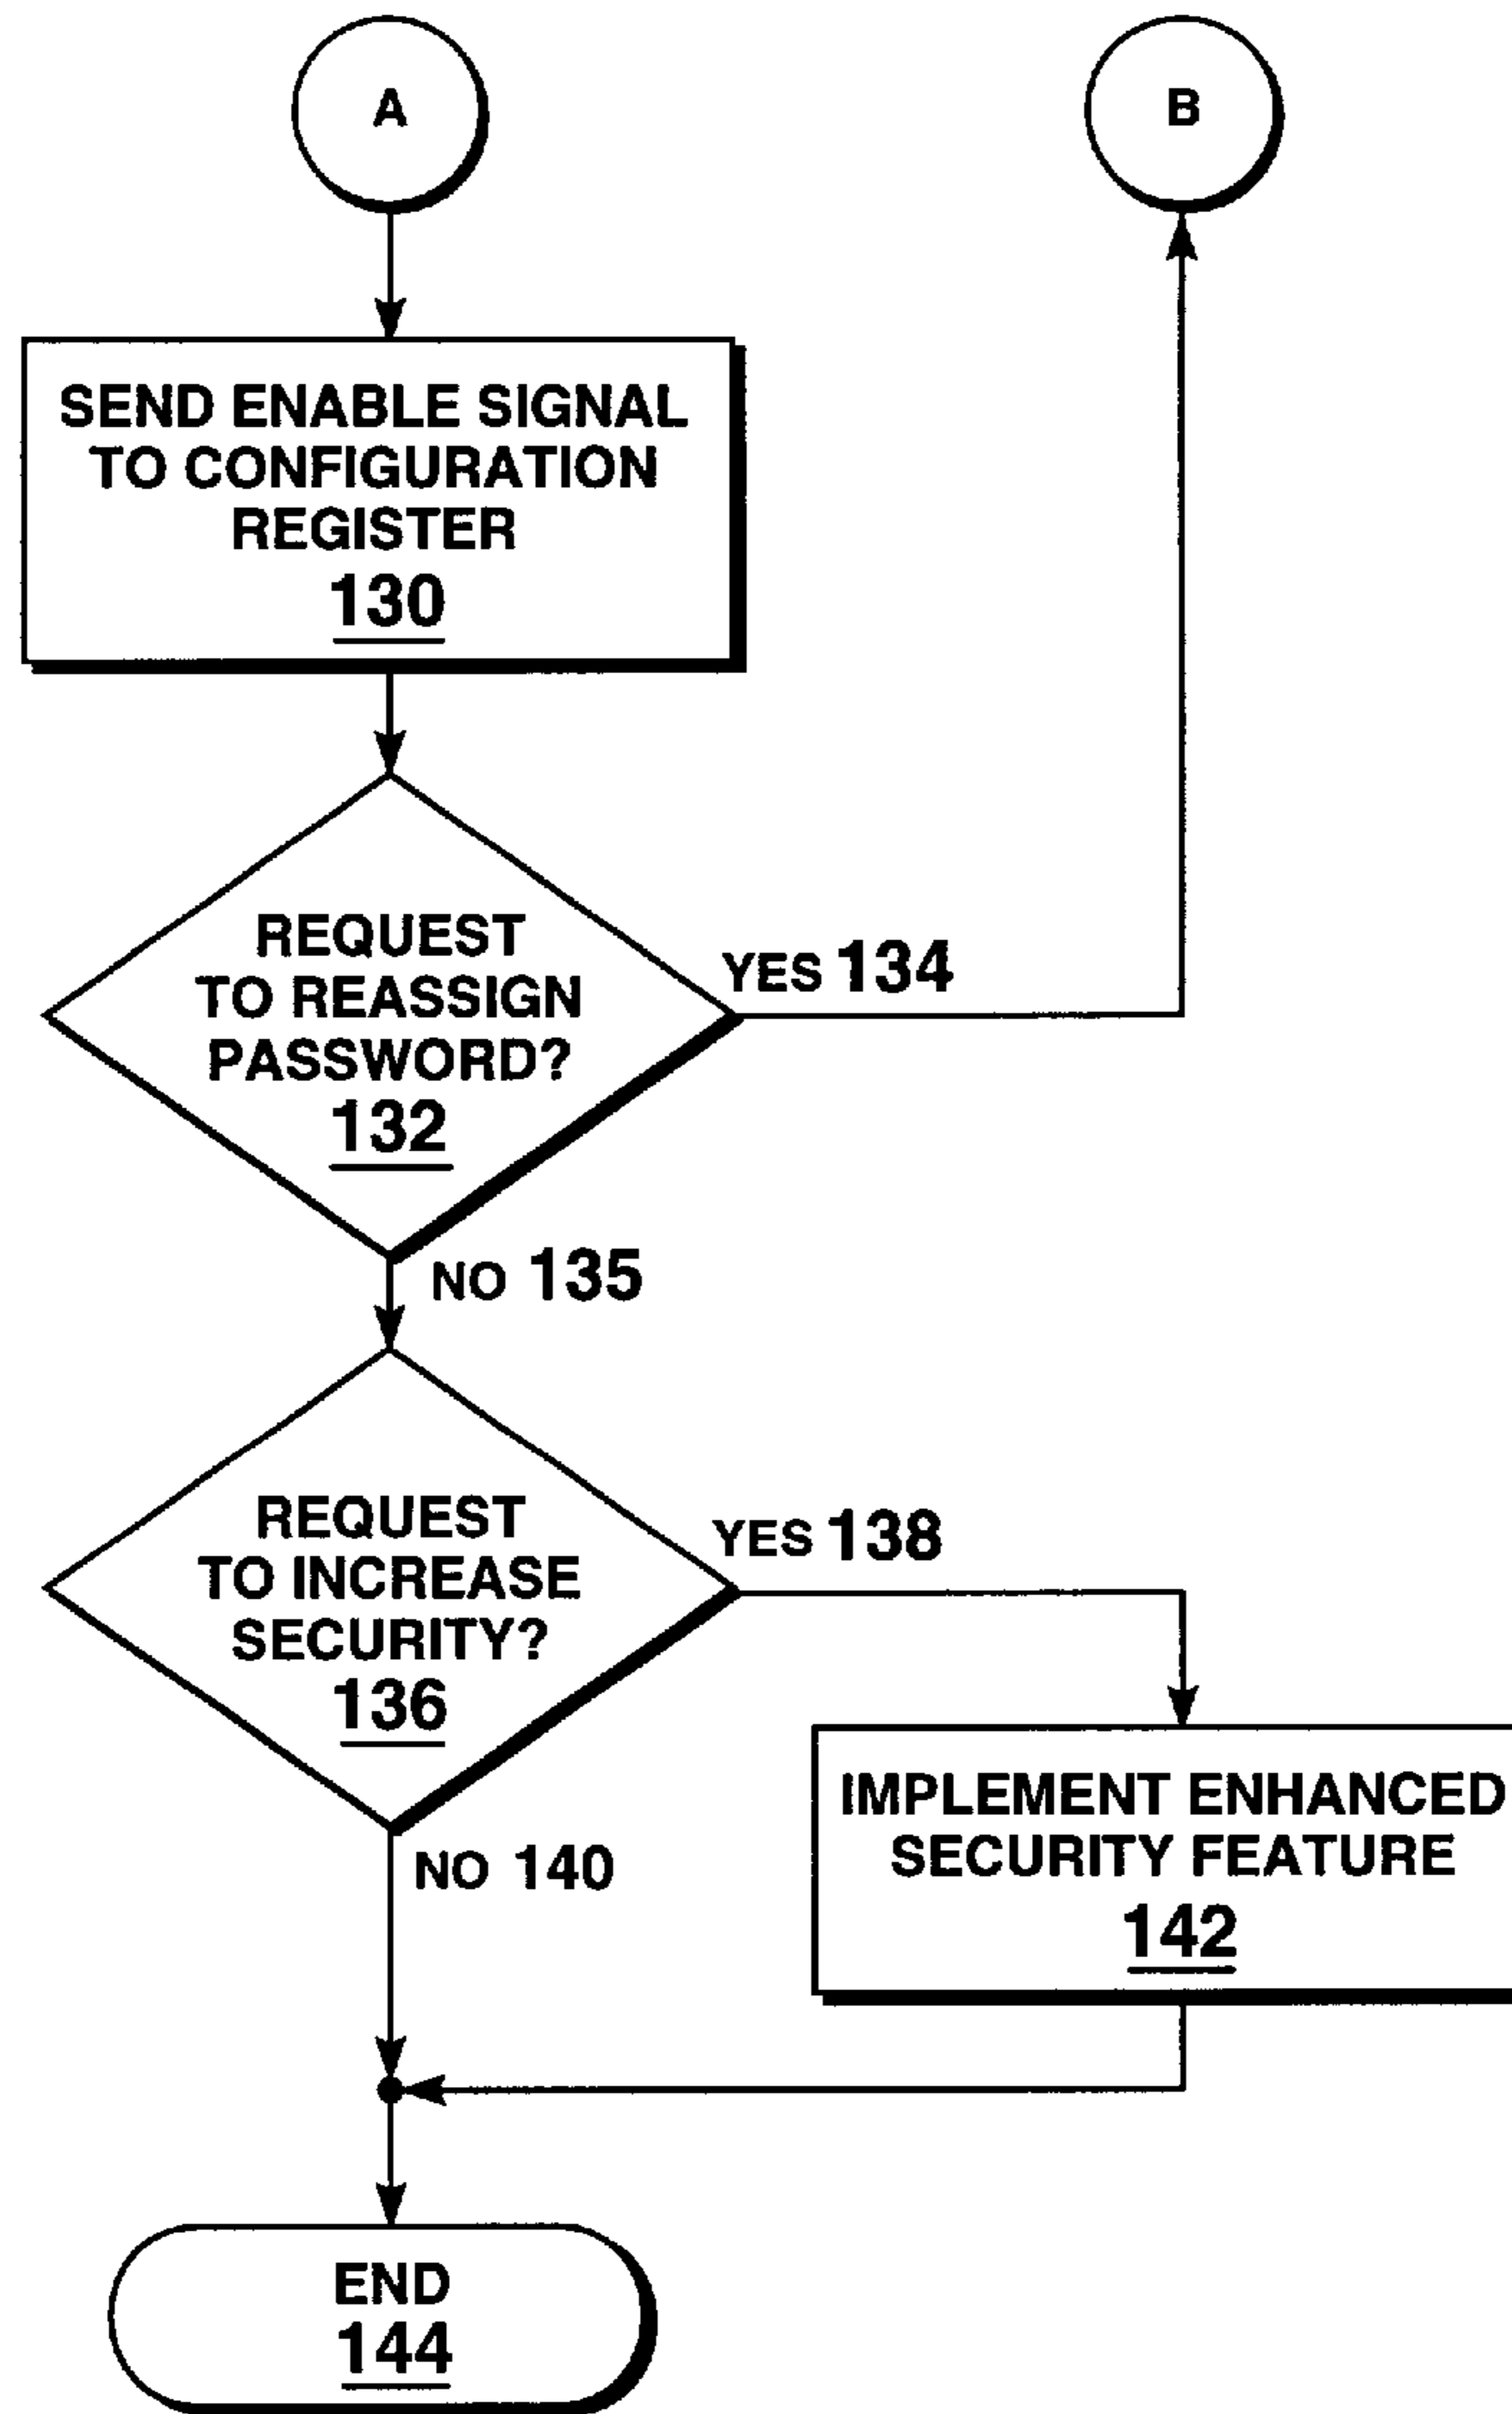 A
B
SEND ENABLE SIGNAL
TO CONFIGURATION
REGISTER
130
REQUEST
TO REASSIGN
PASSWORD?
132
YES 134
NO 135
REQUEST
TO INCREASE
SECURITY?
136
YES 138
NO 140
IMPLEMENT ENHANCED
SECURITY FEATURE
142
END
144